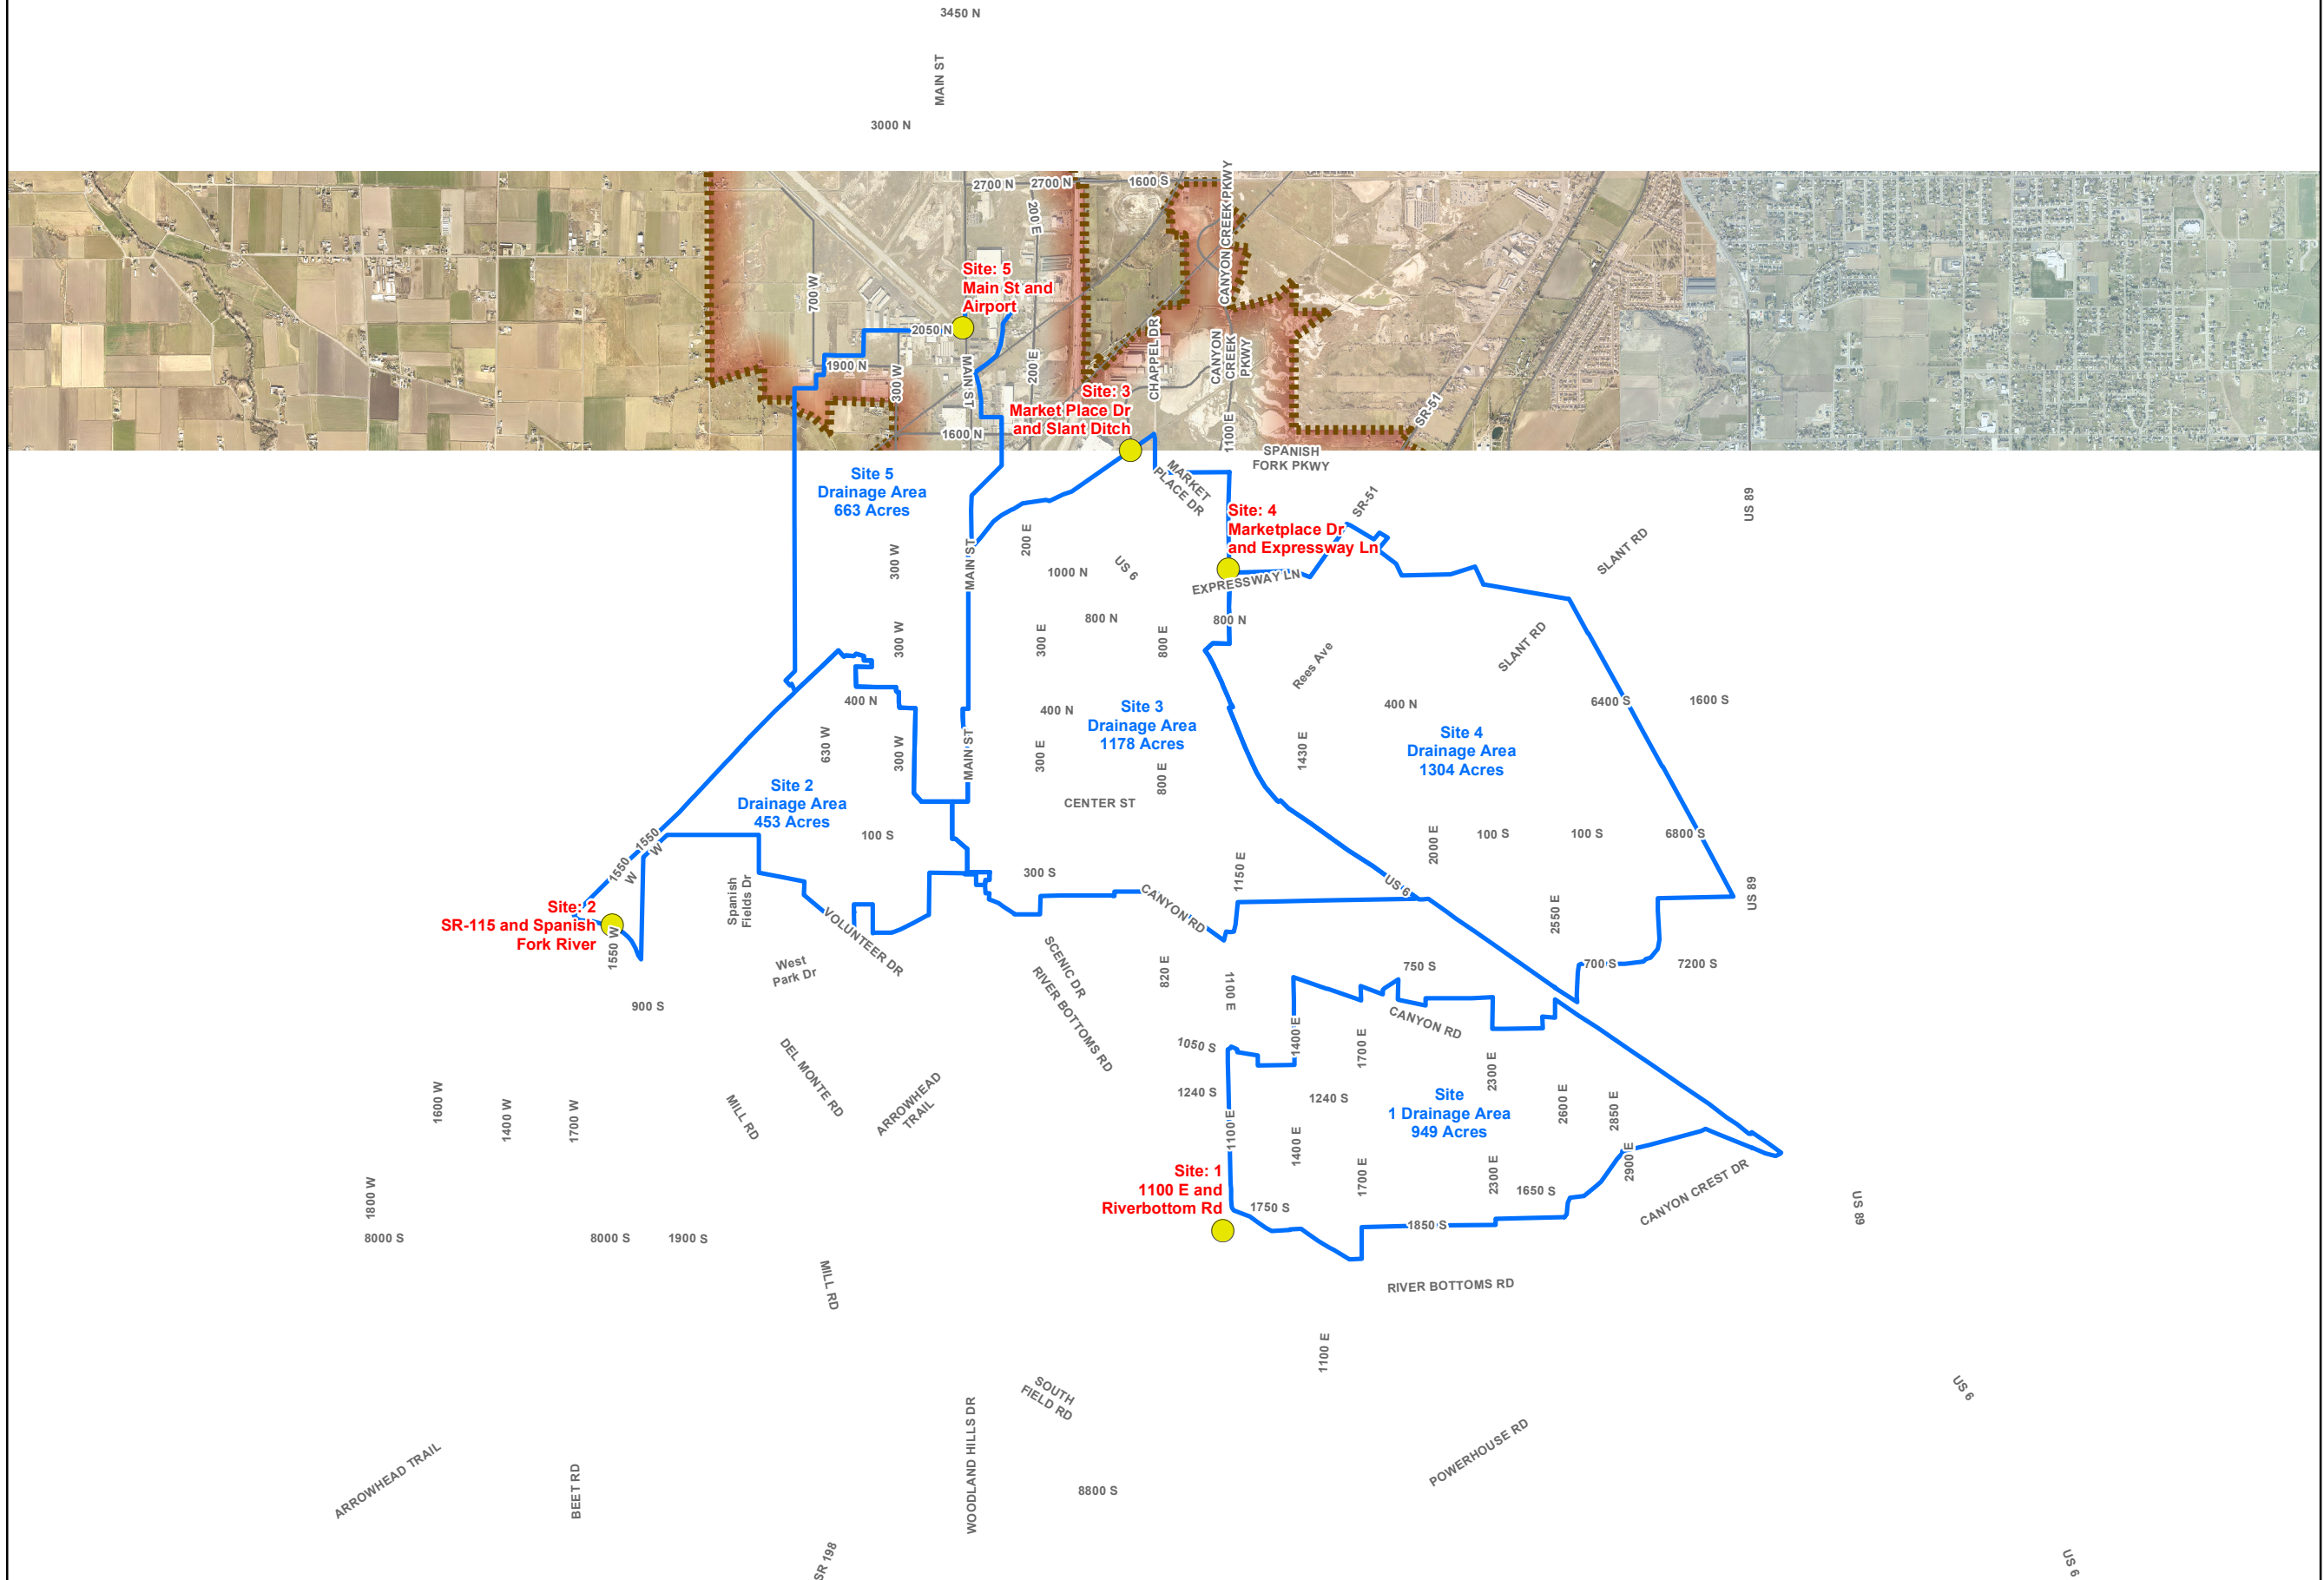 3450 N
MAIN ST
3000 N
2700 N
2700 N
1600 S
CANYON CREEK PKWY
200 E
Site: 5
Main St and
Airport
700 W
2050 N
1900 N
300 W
MAIN ST
200 E
CHAPPEL DR
CANYON
CREEK
PKWY
Site: 3
Market Place Dr
and Slant Ditch
1600 N
1100 E
SR-51
SPANISH
FORK PKWY
MARKET
PLACE DR
Site 5
Drainage Area
663 Acres
Site: 4
Marketplace Dr
and Expressway Ln
SR-51
US 89
SLANT RD
300 W
MAIN ST
200 E
1000 N
US 6
EXPRESSWAY LN
800 N
800 N
300 W
300 E
800 E
Rees Ave
SLANT RD
400 N
400 N
Site 3
Drainage Area
1178 Acres
400 N
6400 S
1600 S
630 W
300 W
MAIN ST
300 E
800 E
1430 E
Site 4
Drainage Area
1304 Acres
Site 2
Drainage Area
453 Acres
CENTER ST
100 S
1550
W
1550
W
2000 E
100 S
100 S
6800 S
300 S
1150 E
US 6
US 89
Spanish
Fields Dr
CANYON RD
2550 E
Site: 2
SR-115 and Spanish
Fork River
1550 W
VOLUNTEER DR
West
Park Dr
SCENIC DR
820 E
1100 E
750 S
700 S
7200 S
900 S
RIVER BOTTOMS RD
CANYON RD
1050 S
1400 E
1700 E
2300 E
DEL MONTE RD
ARROWHEAD
TRAIL
1240 S
1240 S
1600 W
1400 W
1700 W
MILL RD
1100 E
1400 E
Site
1 Drainage Area
949 Acres
2600 E
2850 E
2900 E
Site: 1
1100 E and
Riverbottom Rd
1700 E
2300 E
1650 S
CANYON CREST DR
1800 W
1750 S
1850 S
US 89
8000 S
8000 S
1900 S
MILL RD
RIVER BOTTOMS RD
1100 E
SOUTH
FIELD RD
US 6
WOODLAND HILLS DR
POWERHOUSE RD
ARROWHEAD TRAIL
BEET RD
8800 S
SR 198
US 6